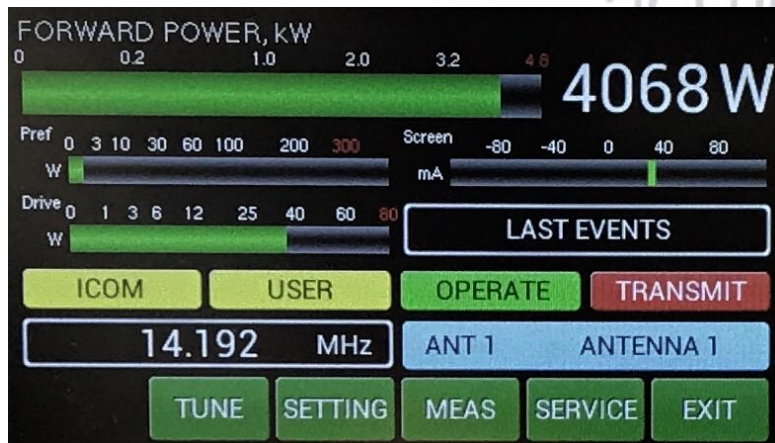 FORWARD POWER, kW
0 0.2 1.0 2.0 3.2 4.8
4068 W
Pref 0 3 10 30 60 100 200 300
W
Screen -80 -40 0 40 80
mA
Drive 0 1 3 6 12 25 40 60 80
W
LAST EVENTS
ICOM USER OPERATE TRANSMIT
14.192 MHz ANT 1 ANTENNA 1
TUNE SETTING MEAS SERVICE EXIT